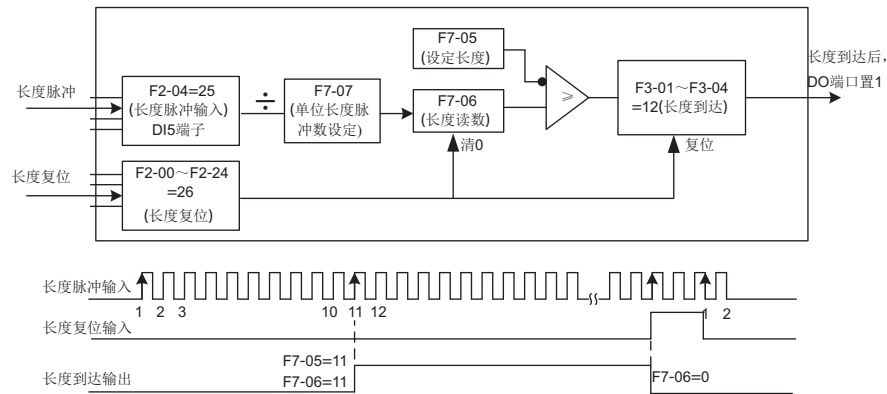 F7-05
(设定长度)
长度到达后，
DO端口置1
长度脉冲
F2-04=25
(长度脉冲输入)
DI5端子
÷
F7-07
(单位长度脉
冲数设定)
F7-06
(长度读数)
≥
F3-01～F3-04
=12(长度到达)
清0
复位
长度复位
F2-00～F2-24
=26
(长度复位)
长度脉冲输入
1 2 3 10 11 12 1 2
长度复位输入
F7-05=11
长度到达输出
F7-06=11
F7-06=0